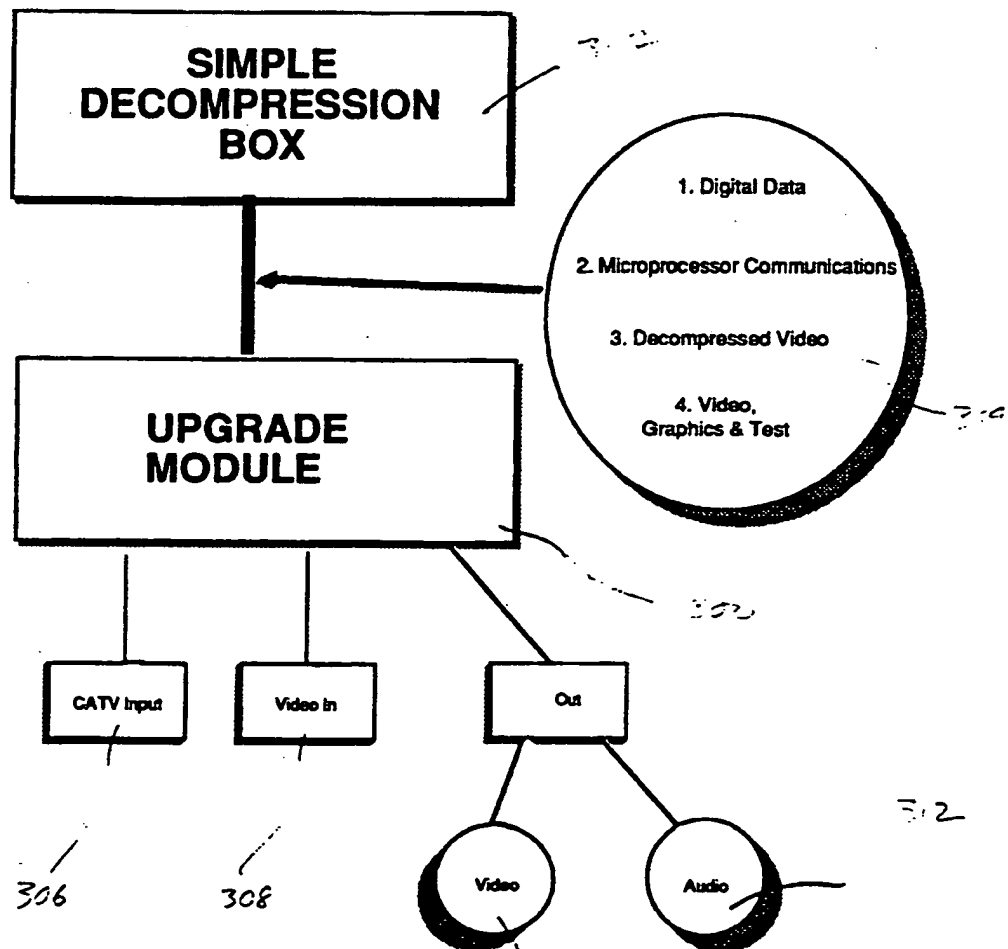 SIMPLE
DECOMPRESSION
BOX
1. Digital Data
2. Microprocessor Communications
3. Decompressed Video
4. Video,
Graphics & Test
UPGRADE
MODULE
CATV Input
Video In
Out
312
Video
Audio
306
308